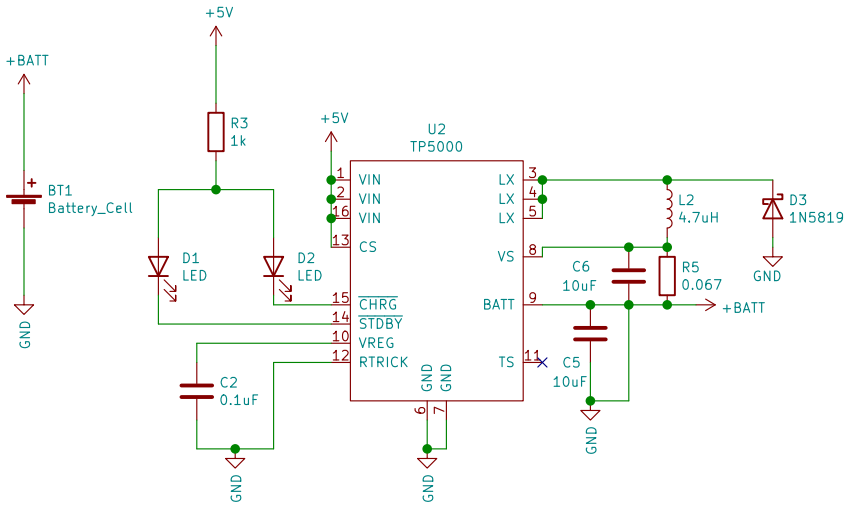 +5V
+BATT
BT1
Battery_Cell
GND
R3
1k
D1
LED
D2
LED
+5V
U2
TP5000
1 VIN
2 VIN
16 VIN
13 CS
15 CHRG
14 STDBY
10 VREG
12 RTRICK
LX 3
LX 4
LX 5
VS 8
BATT 9
TS 11
GND GND
6 7
GND
C2
0.1uF
GND
L2
4.7uH
D3
1N5819
GND
C6
10uF
R5
0.067
+BATT
C5
10uF
GND